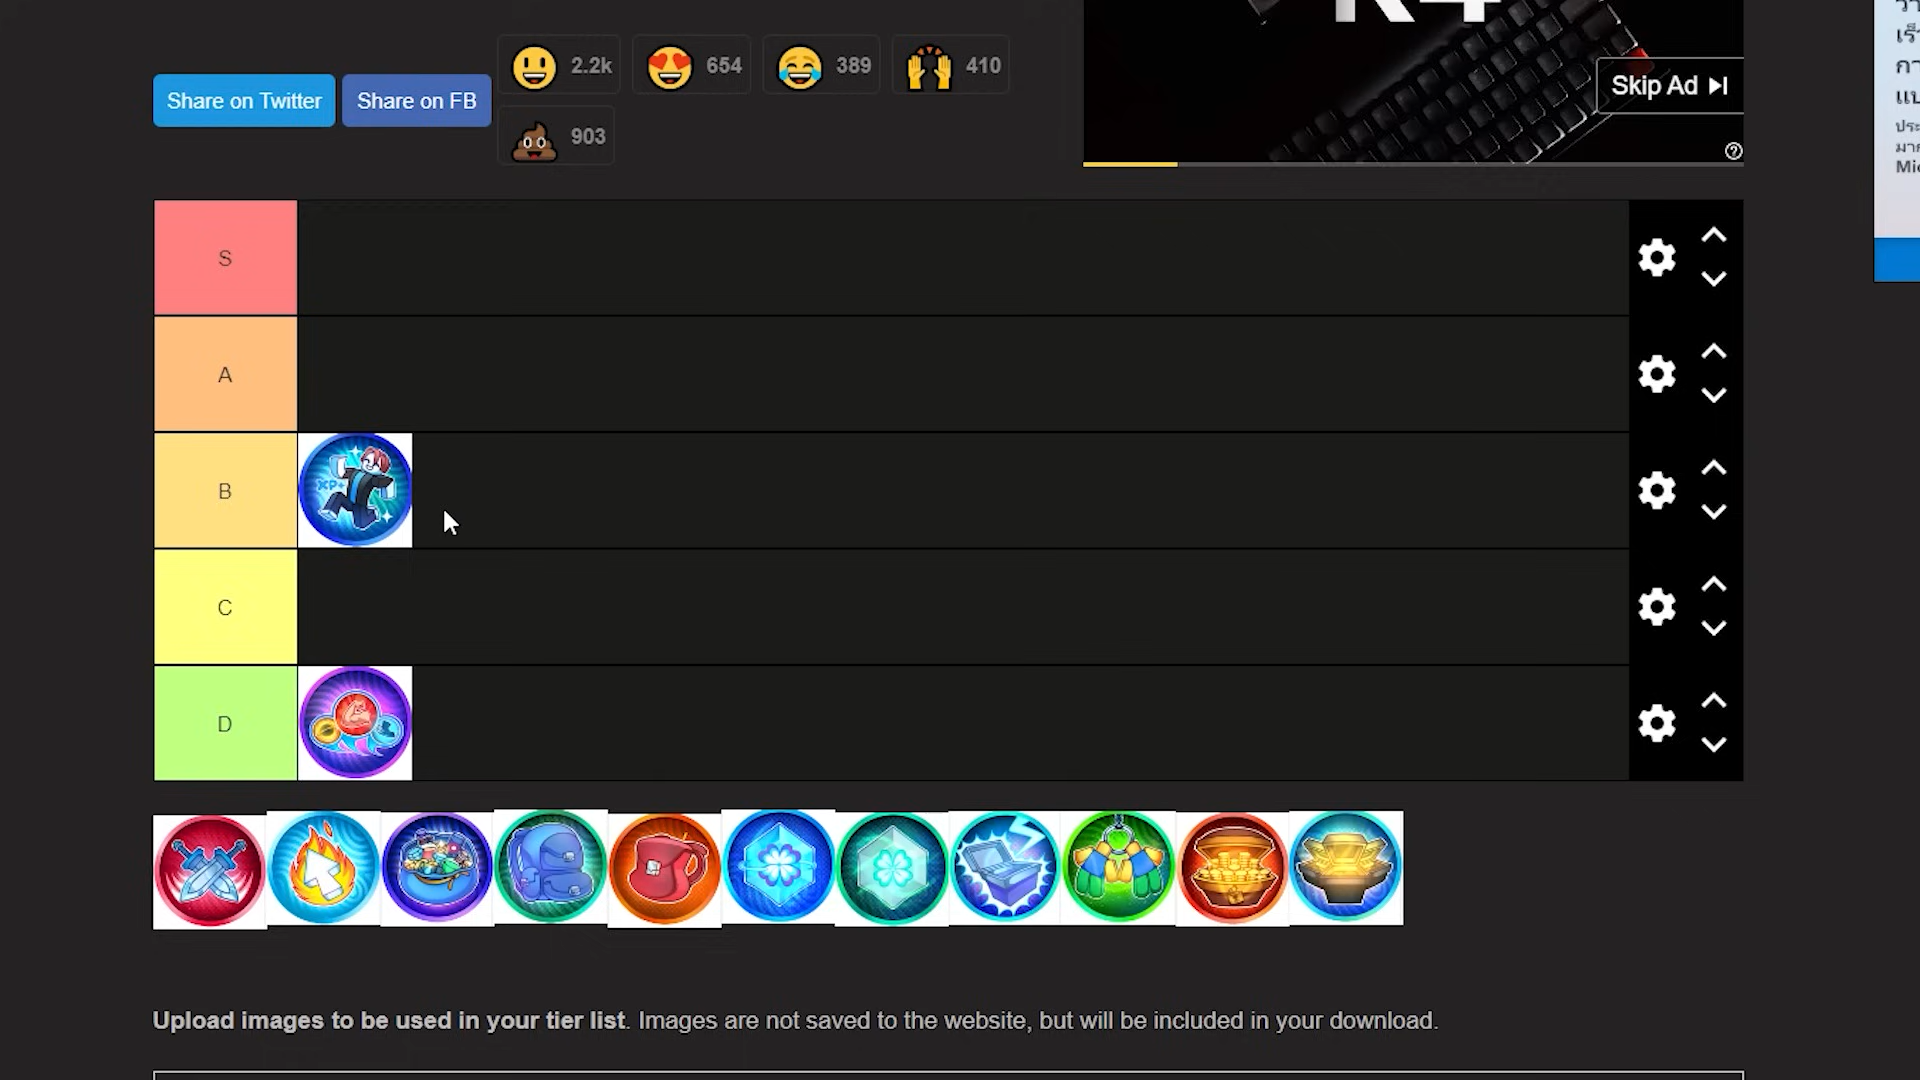 Share on Twitter
Share on FB
2.2k
654
389
410
903
Skip Ad
S
A
B
XP+
C
D
Upload images to be used in your tier list. Images are not saved to the website, but will be included in your download.